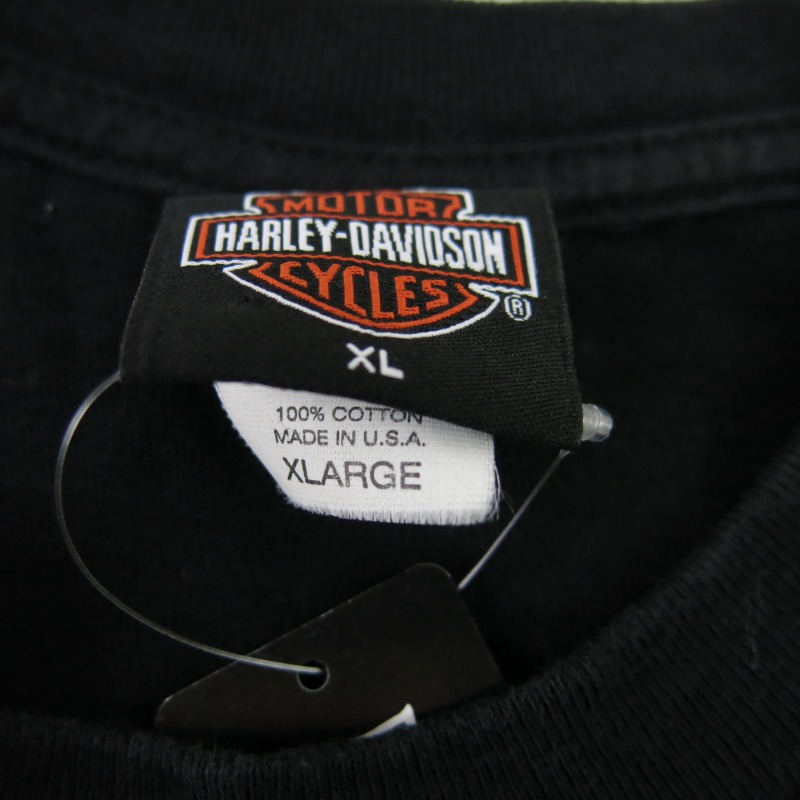 MOTOR
HARLEY-DAVIDSON
CYCLES
®
XL
100% COTTON
MADE IN U.S.A.
XLARGE